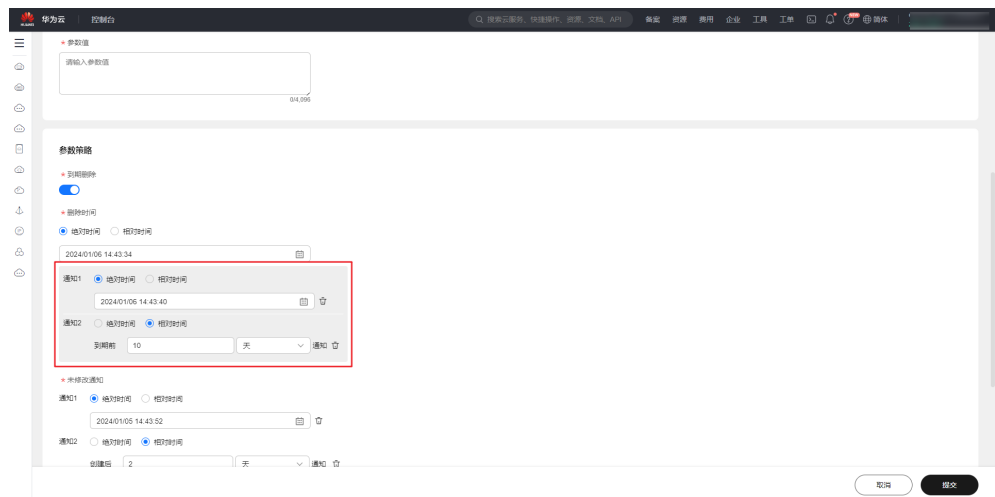 HUAWEI 华为云 控制台 搜索云服务、快捷操作、资源、文档、API 备案 资源 费用 企业 工具 工单 简体
* 参数值
请输入参数值
0/4,096
参数策略
* 到期删除
* 删除时间
绝对时间 相对时间
2024/01/06 14:43:34
通知1 绝对时间 相对时间
2024/01/06 14:43:40
通知2 绝对时间 相对时间
到期前 10 天 通知
* 未修改通知
通知1 绝对时间 相对时间
2024/01/05 14:43:52
通知2 绝对时间 相对时间
创建后 2 天 通知
取消 提交